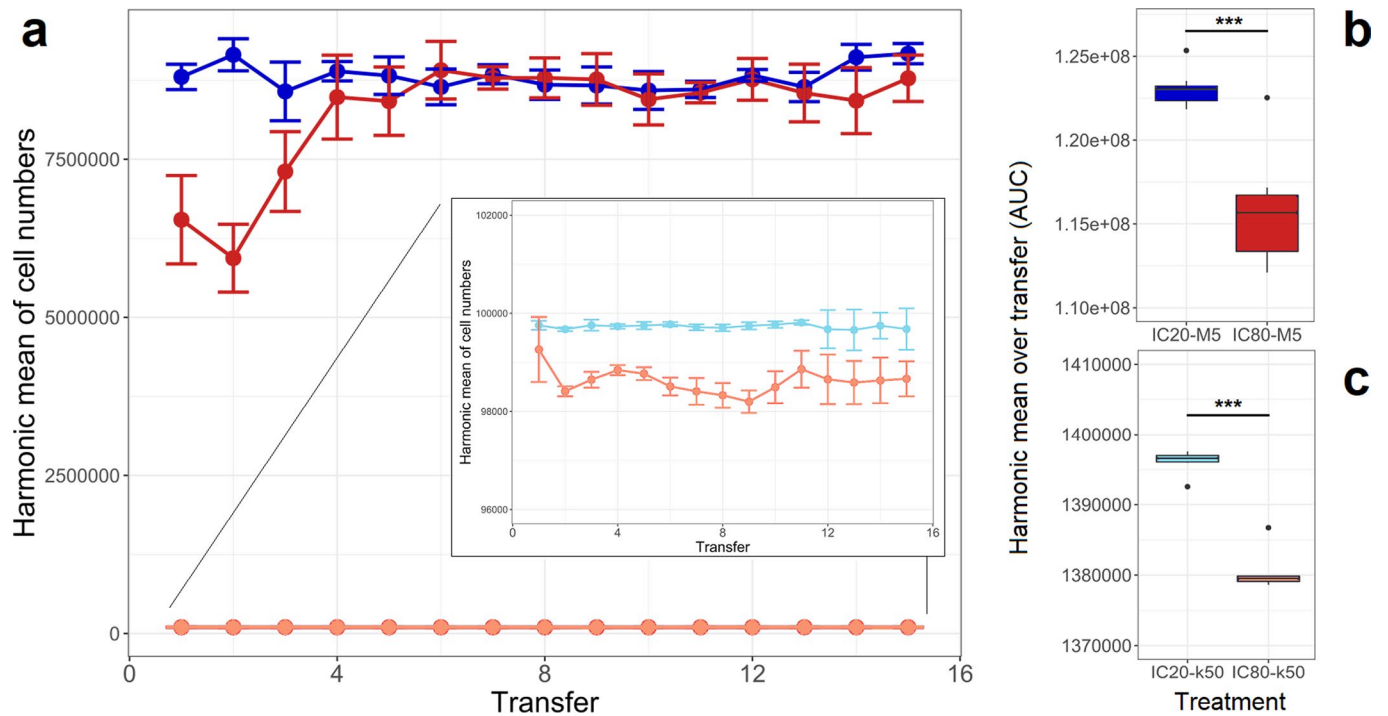 a
Harmonic mean of cell numbers
7500000
5000000
2500000
0
0 4 8 12 16
Transfer
Harmonic mean of cell numbers
102000
100000
98000
96000
0 4 8 12 16
Transfer
b
Harmonic mean over transfer (AUC)
***
1.25e+08
1.20e+08
1.15e+08
1.10e+08
IC20-M5 IC80-M5
c
***
1410000
1400000
1390000
1380000
1370000
IC20-k50 IC80-k50
Treatment